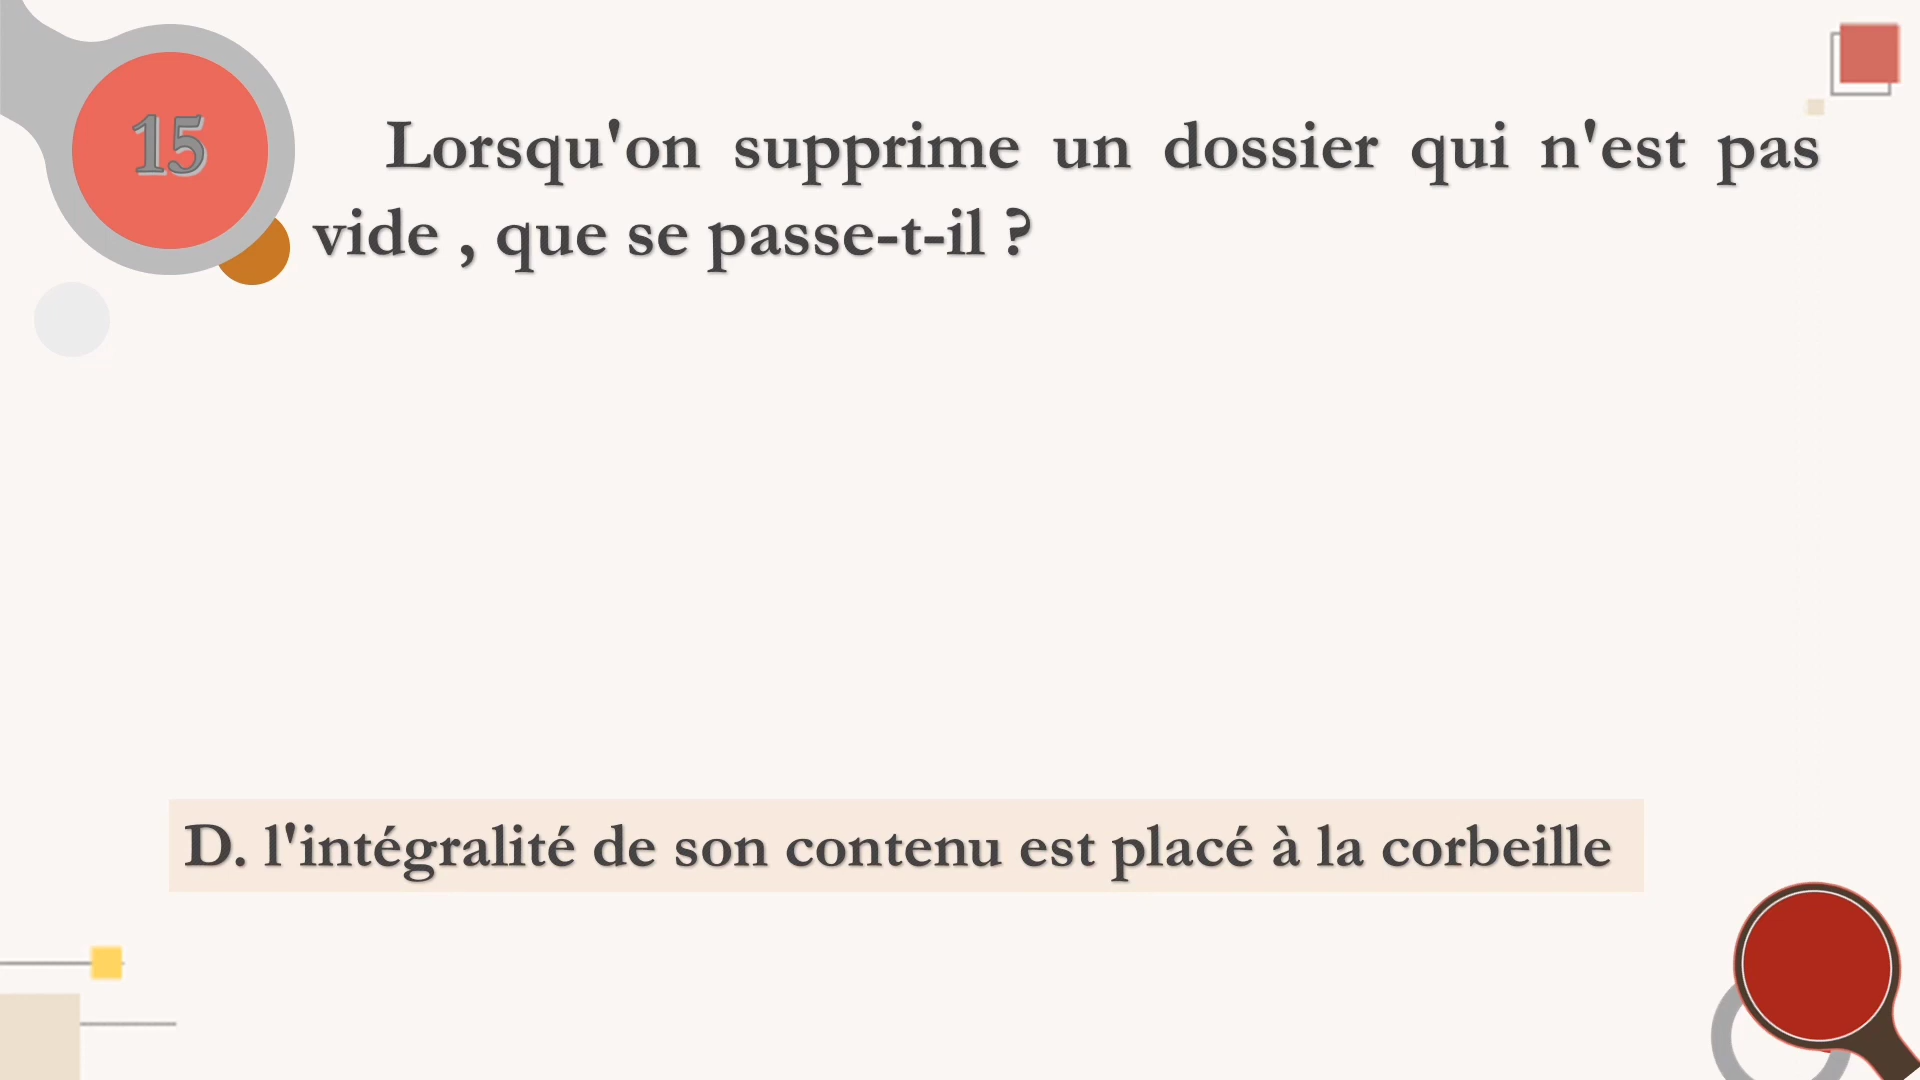 15
Lorsqu'on supprime un dossier qui n'est pas
vide , que se passe-t-il ?
D. l'intégralité de son contenu est placé à la corbeille